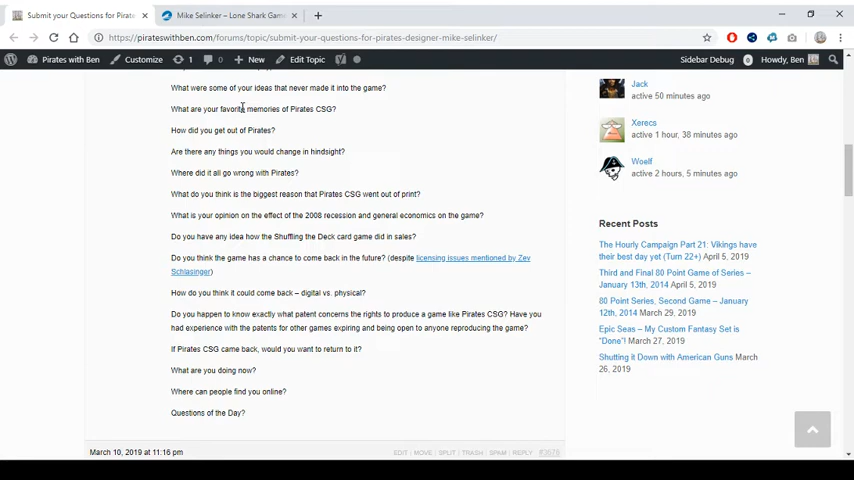 Submit your Questions for Pirate
Mike Selinker – Lone Shark Gam
https://pirateswithben.com/forums/topic/submit-your-questions-for-pirates-designer-mike-selinker/
Pirates with Ben Customize 1 0 New Edit Topic Sidebar Debug Howdy, Ben
What were some of your ideas that never made it into the game?
What are your favorite memories of Pirates CSG?
How did you get out of Pirates?
Are there any things you would change in hindsight?
Where did it all go wrong with Pirates?
What do you think is the biggest reason that Pirates CSG went out of print?
What is your opinion on the effect of the 2008 recession and general economics on the game?
Do you have any idea how the Shuffling the Deck card game did in sales?
Do you think the game has a chance to come back in the future? (despite licensing issues mentioned by Zev
Schlasinger)
How do you think it could come back – digital vs. physical?
Do you happen to know exactly what patent concerns the rights to produce a game like Pirates CSG? Have you
had experience with the patents for other games expiring and being open to anyone reproducing the game?
If Pirates CSG came back, would you want to return to it?
What are you doing now?
Where can people find you online?
Questions of the Day?
March 10, 2019 at 11:16 pm
EDIT | MOVE | SPLIT | TRASH | SPAM | REPLY
Jack
active 50 minutes ago
Xerecs
active 1 hour, 38 minutes ago
Woelf
active 2 hours, 5 minutes ago
Recent Posts
The Hourly Campaign Part 21: Vikings have
their best day yet (Turn 22+) April 5, 2019
Third and Final 80 Point Game of Series –
January 13th, 2014 April 5, 2019
80 Point Series, Second Game – January
12th, 2014 March 29, 2019
Epic Seas – My Custom Fantasy Set is
"Done"! March 27, 2019
Shutting it Down with American Guns March
26, 2019